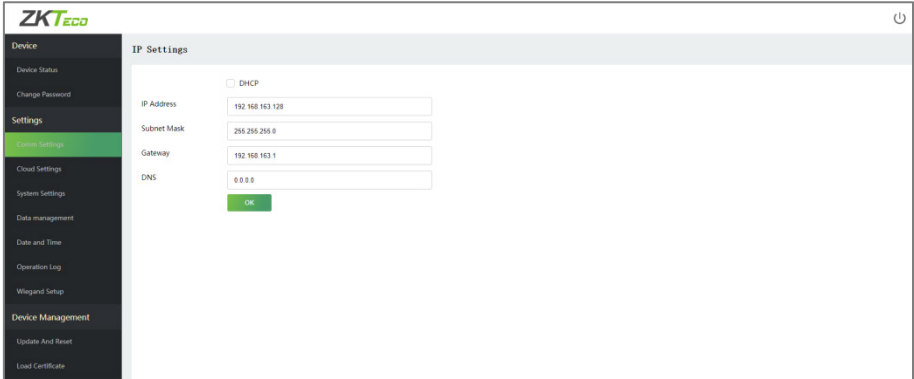 ZKTeco
Device
Device Status
Change Password
Settings
Comm Settings
Cloud Settings
System Settings
Data management
Date and Time
Operation Log
Wiegand Setup
Device Management
Update And Reset
Load Certificate
IP Settings
DHCP
IP Address 192.168.163.128
Subnet Mask 255.255.255.0
Gateway 192.168.163.1
DNS 0.0.0.0
OK